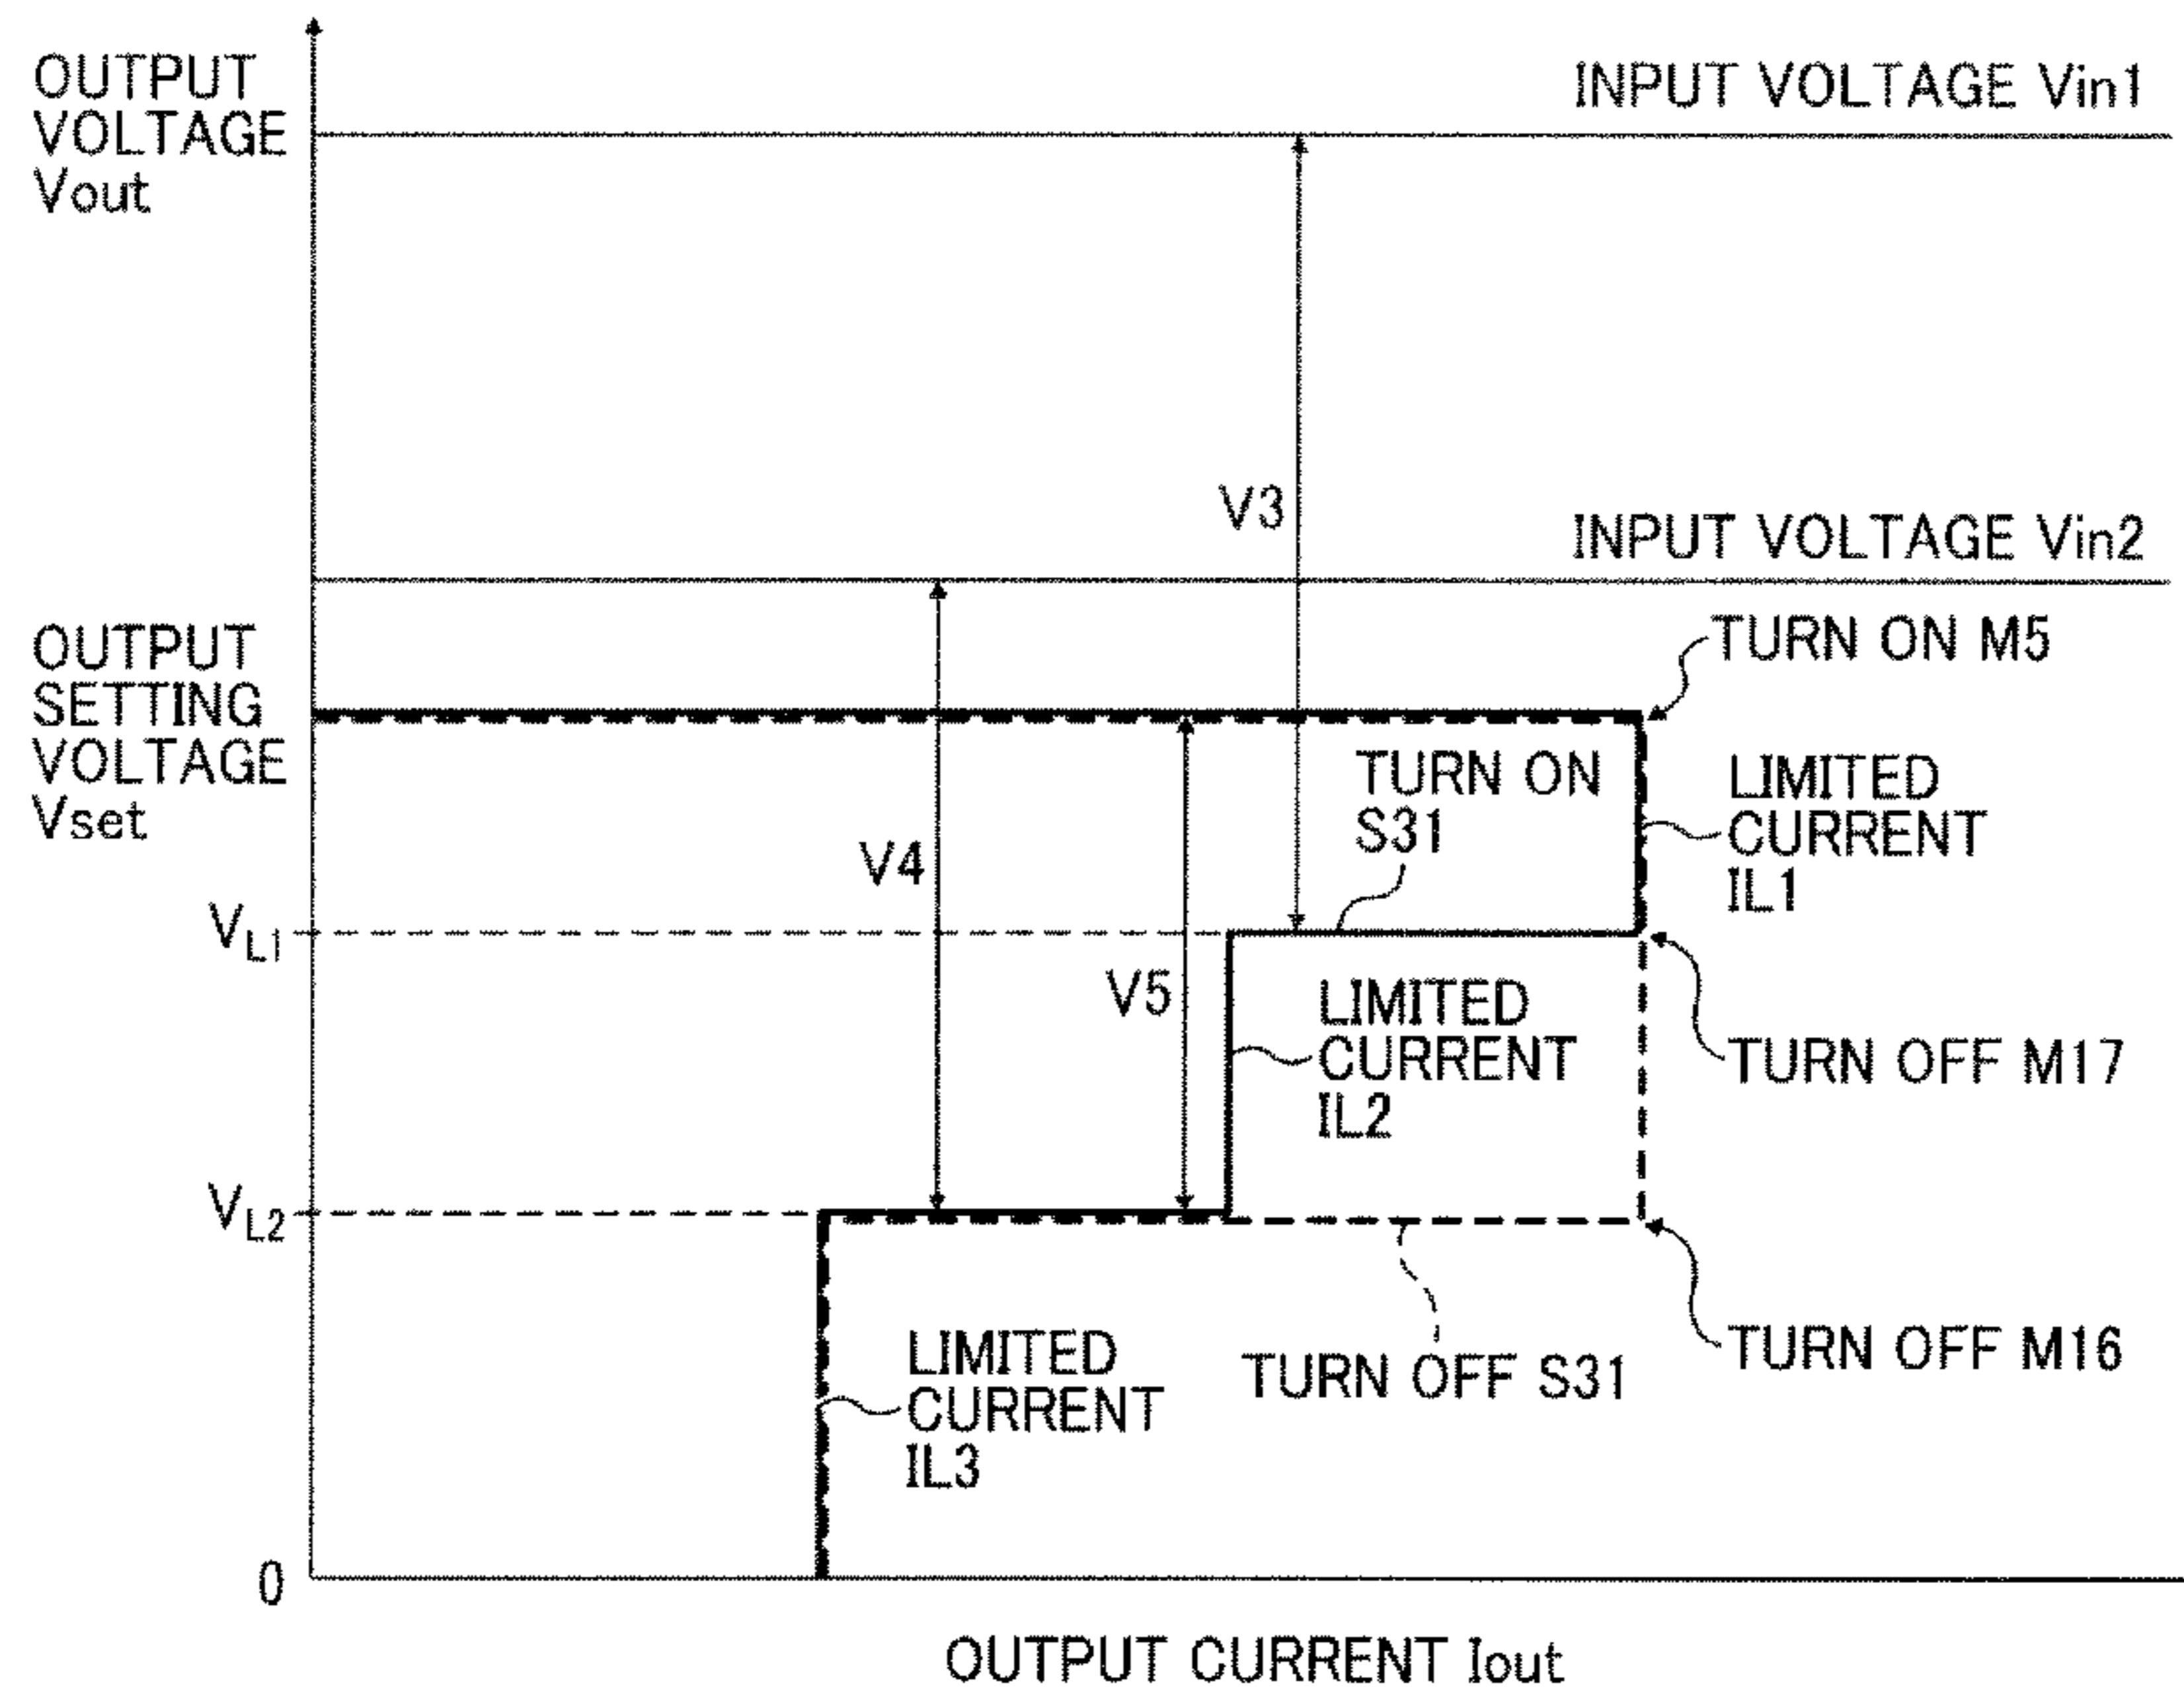 OUTPUT
VOLTAGE
Vout
INPUT VOLTAGE Vin1
V3
INPUT VOLTAGE Vin2
OUTPUT
SETTING
VOLTAGE
Vset
TURN ON M5
TURN ON
S31
LIMITED
CURRENT
IL1
V4
VL1
V5
LIMITED
CURRENT
IL2
TURN OFF M17
VL2
LIMITED
CURRENT
IL3
TURN OFF S31
TURN OFF M16
0
OUTPUT CURRENT Iout